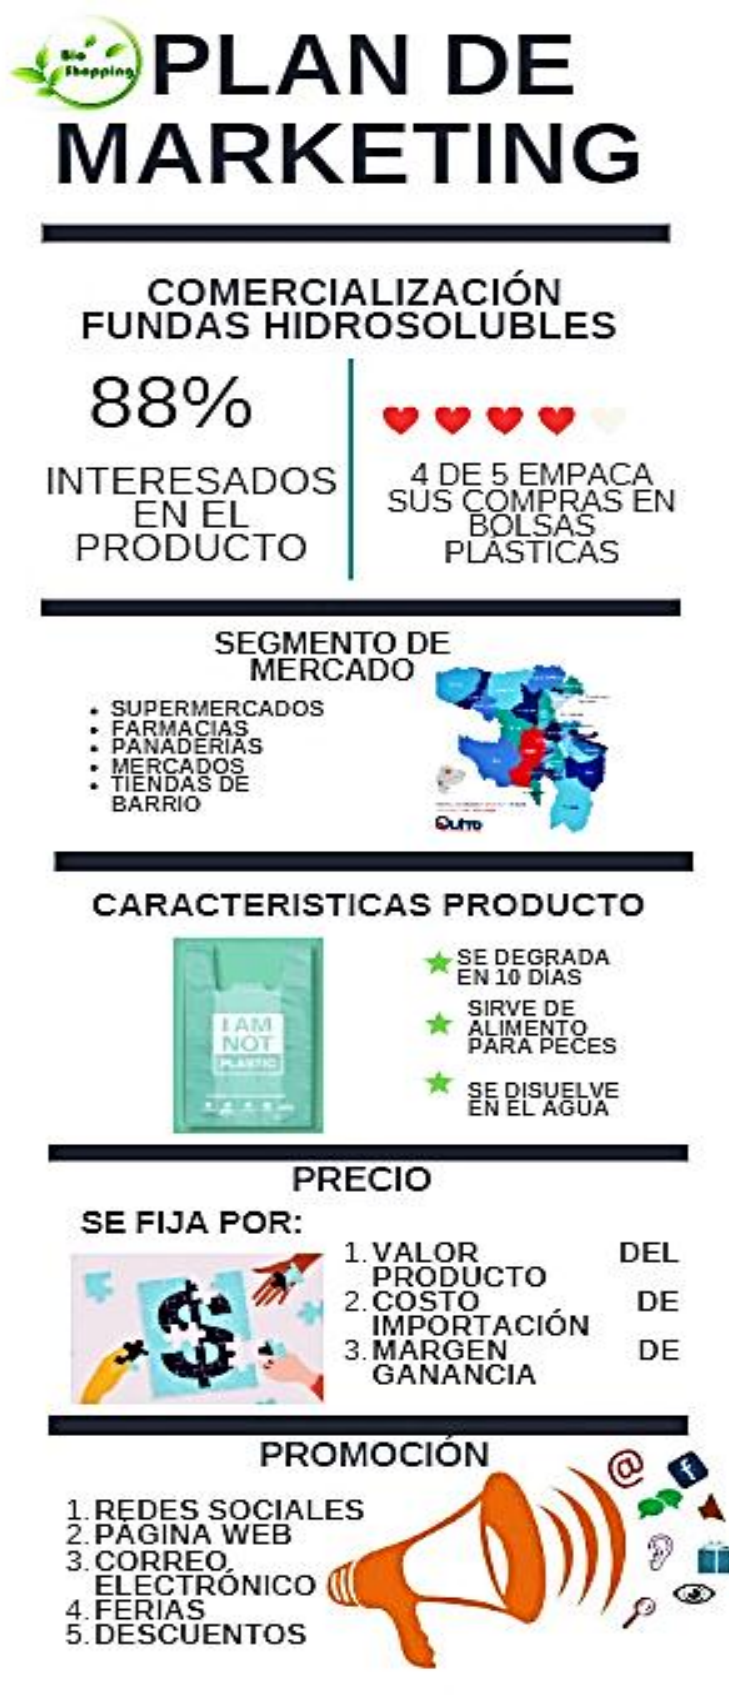 Bio
Shopping
PLAN DE
MARKETING
COMERCIALIZACIÓN
FUNDAS HIDROSOLUBLES
88%
INTERESADOS
EN EL
PRODUCTO
4 DE 5 EMPACA
SUS COMPRAS EN
BOLSAS
PLÁSTICAS
SEGMENTO DE
MERCADO
• SUPERMERCADOS
• FARMACIAS
• PANADERIAS
• MERCADOS
• TIENDAS DE
BARRIO
QUITO
CARACTERISTICAS PRODUCTO
I AM
NOT
PLASTIC
SE DEGRADA
EN 10 DIAS
SIRVE DE
ALIMENTO
PARA PECES
SE DISUELVE
EN EL AGUA
PRECIO
SE FIJA POR:
1. VALOR DEL
PRODUCTO
2. COSTO DE
IMPORTACIÓN
3. MARGEN DE
GANANCIA
PROMOCIÓN
1. REDES SOCIALES
2. PÁGINA WEB
3. CORREO
ELECTRÓNICO
4. FERIAS
5. DESCUENTOS